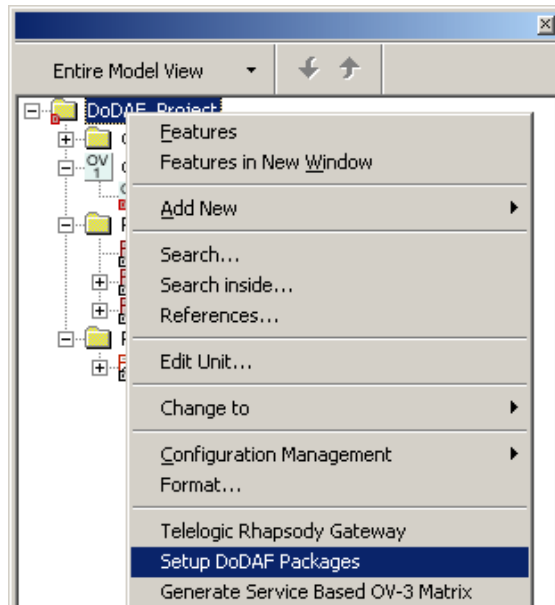 Entire Model View
DoDAF_Project
OV
1
Features
Features in New Window
Add New
Search...
Search inside...
References...
Edit Unit...
Change to
Configuration Management
Format...
Telelogic Rhapsody Gateway
Setup DoDAF Packages
Generate Service Based OV-3 Matrix